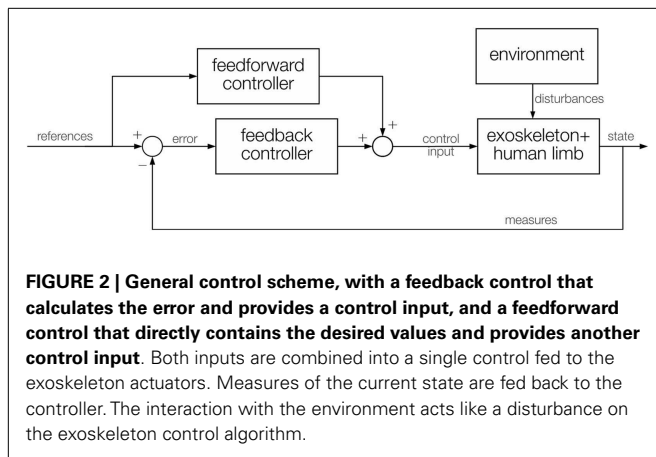 feedforward
controller
environment
disturbances
references
+
−
error
feedback
controller
+
+
control
input
exoskeleton+
human limb
state
measures
FIGURE 2 | General control scheme, with a feedback control that
calculates the error and provides a control input, and a feedforward
control that directly contains the desired values and provides another
control input. Both inputs are combined into a single control fed to the
exoskeleton actuators. Measures of the current state are fed back to the
controller. The interaction with the environment acts like a disturbance on
the exoskeleton control algorithm.